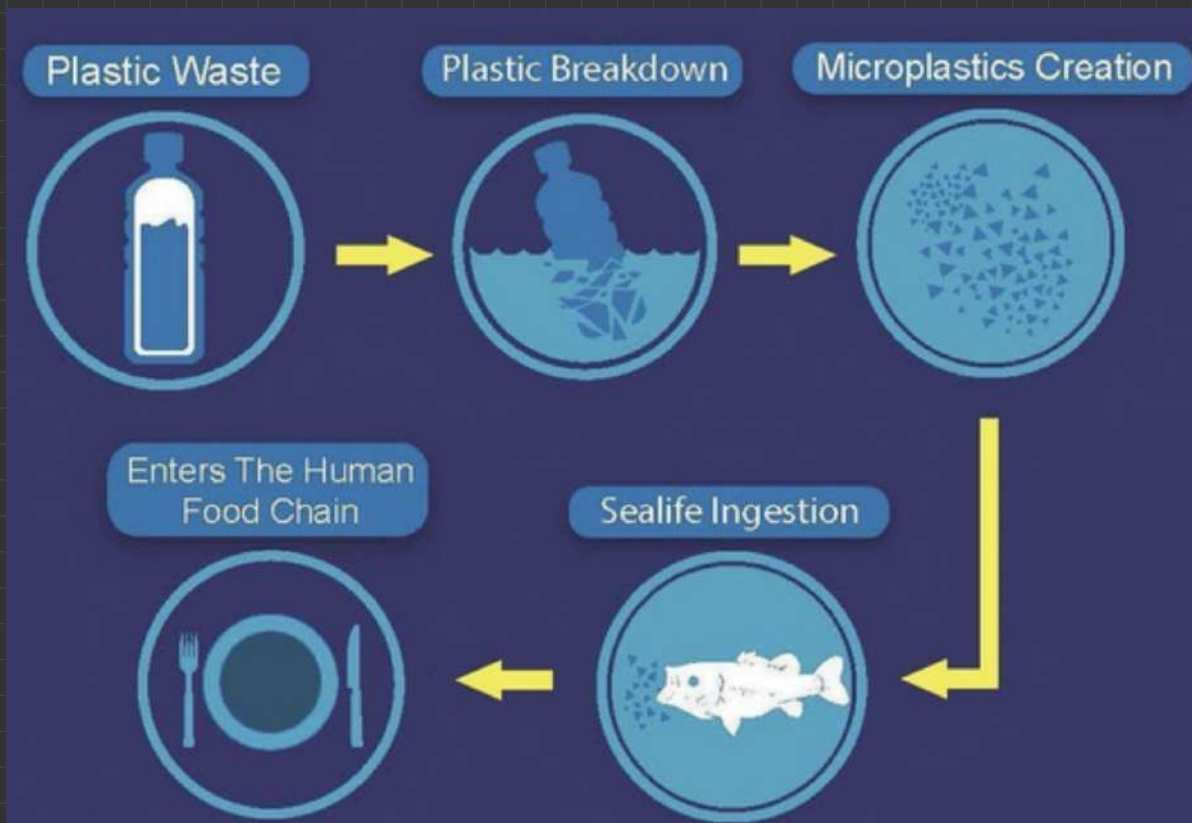 Plastic Waste
Plastic Breakdown
Microplastics Creation
Enters The Human
Food Chain
Sealife Ingestion